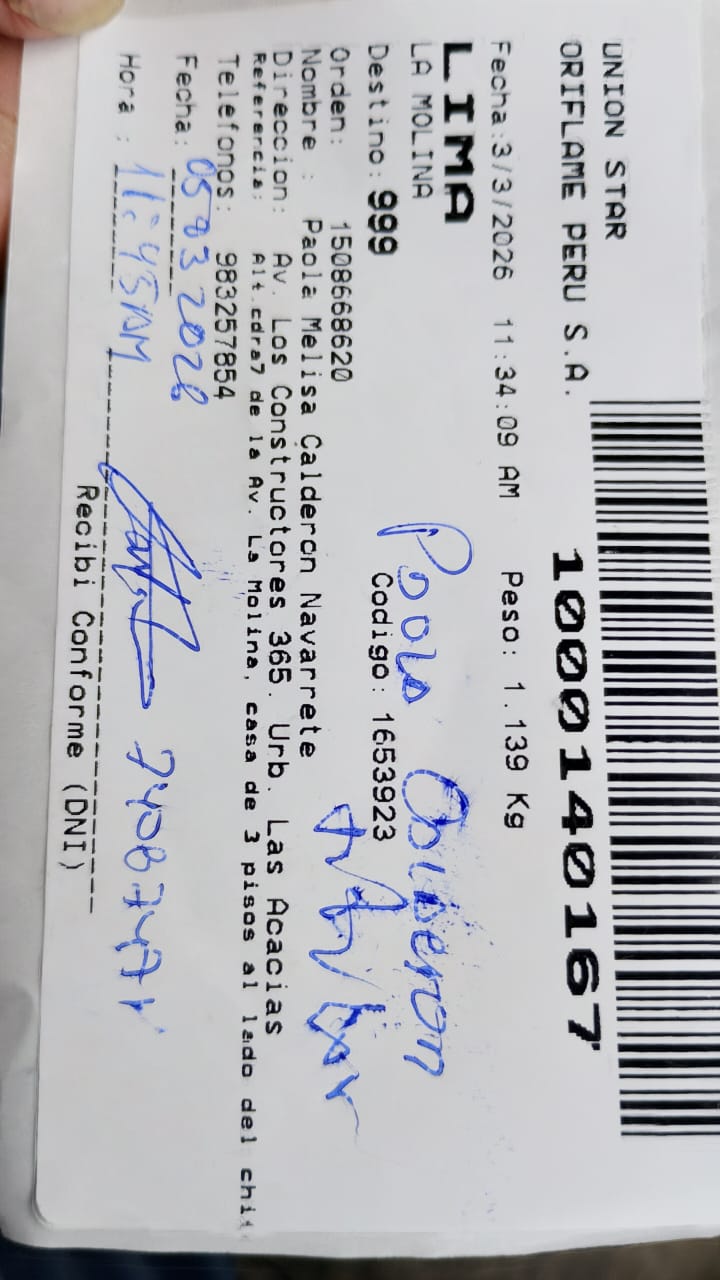 UNION STAR
ORIFLAME PERU S.A. 1000140167
Fecha:3/3/2026 11:34:09 AM Peso: 1.139 Kg
LIMA
LA MOLINA
Paola Calderon
Destino: 999 Codigo: 1653923
Orden: 1508668620
Nombre : Paola Melisa Calderon Navarrete
Direccion: Av. Los Constructores 365. Urb. Las Acacias
Referencia: Alt.cdra7 de la Av. La Molina, casa de 3 pisos al lado del
Telefonos: 983257854
Fecha: 05 03 2026
Hora : 11:45AM
Recibi Conforme (DNI)